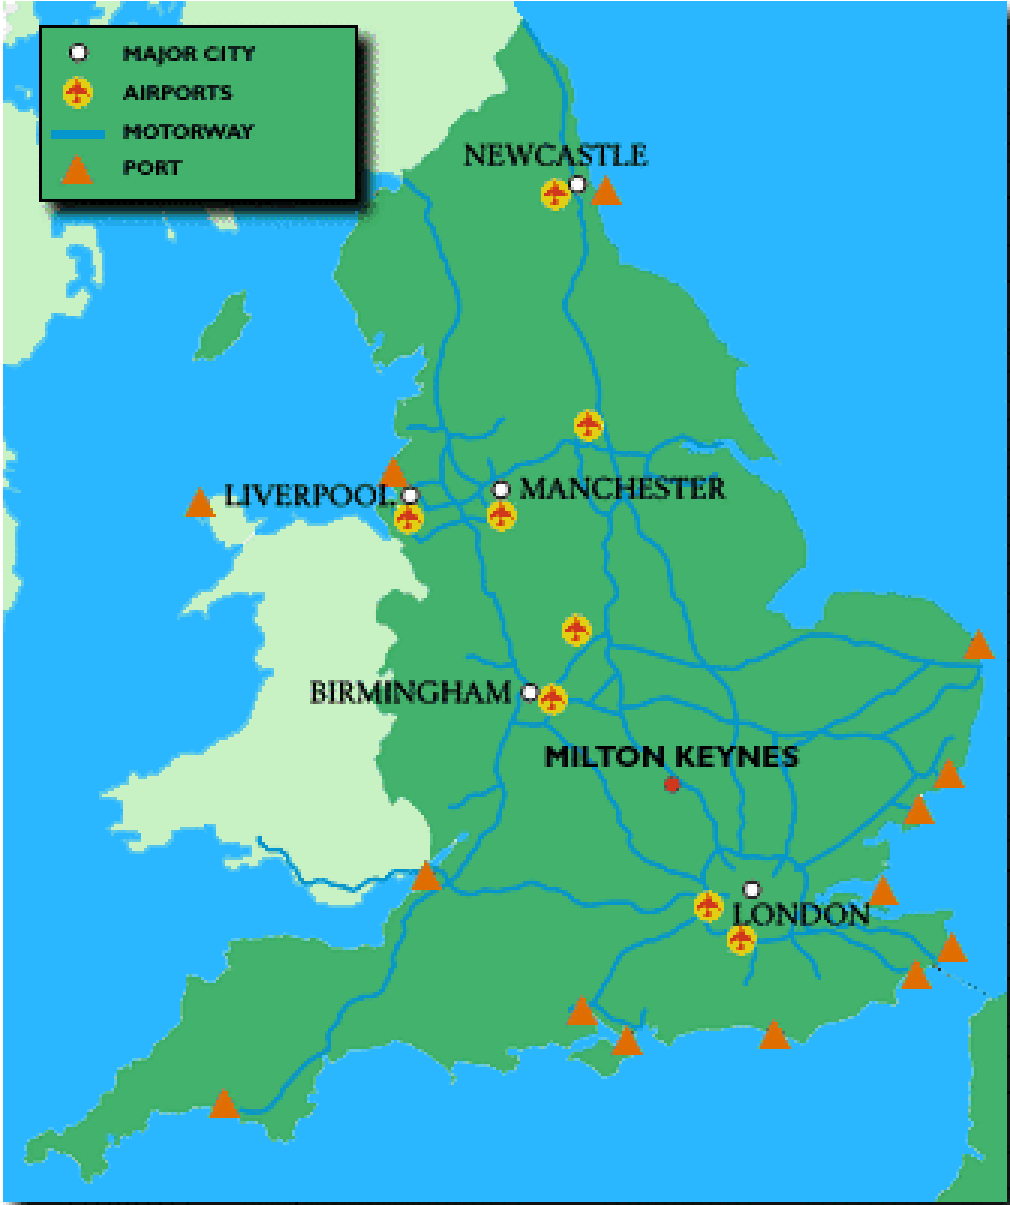 MAJOR CITY
AIRPORTS
MOTORWAY
PORT
NEWCASTLE
LIVERPOOL
MANCHESTER
BIRMINGHAM
MILTON KEYNES
LONDON